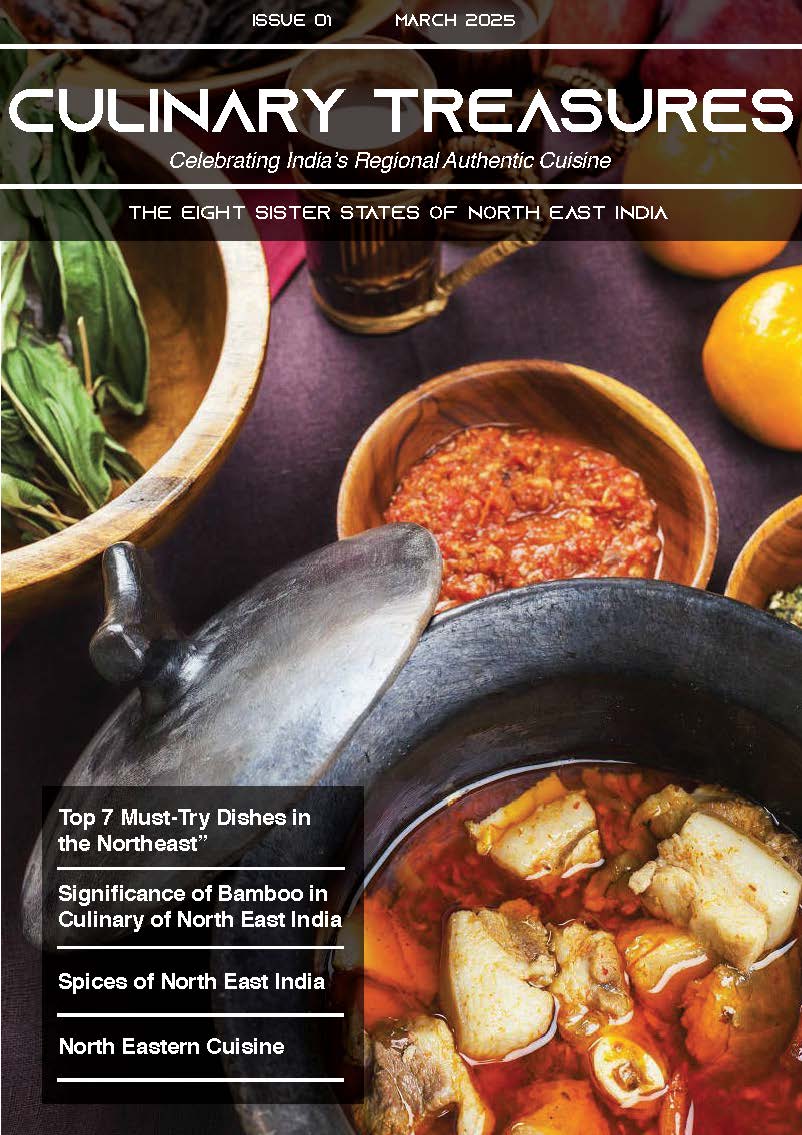 ISSUE 01 MARCH 2025
CULINARY TREASURES
Celebrating India's Regional Authentic Cuisine
THE EIGHT SISTER STATES OF NORTH EAST INDIA
Top 7 Must-Try Dishes in
the Northeast”
Significance of Bamboo in
Culinary of North East India
Spices of North East India
North Eastern Cuisine